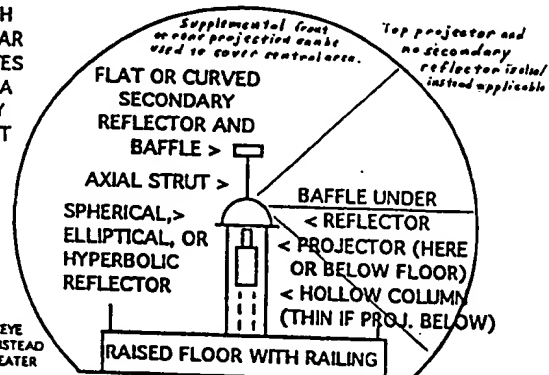 H
AR
ES
A
Y
T
Supplemental front
or rear projection can be
used to cover central area.
Top projector and
no secondary
reflector is also
instead applicable
FLAT OR CURVED
SECONDARY
REFLECTOR AND
BAFFLE >
AXIAL STRUT >
SPHERICAL,>
ELLIPTICAL, OR
HYPERBOLIC
REFLECTOR
BAFFLE UNDER
< REFLECTOR
< PROJECTOR (HERE
OR BELOW FLOOR)
< HOLLOW COLUMN
(THIN IF PROJ. BELOW)
EYE
STEAD
EATER
RAISED FLOOR WITH RAILING